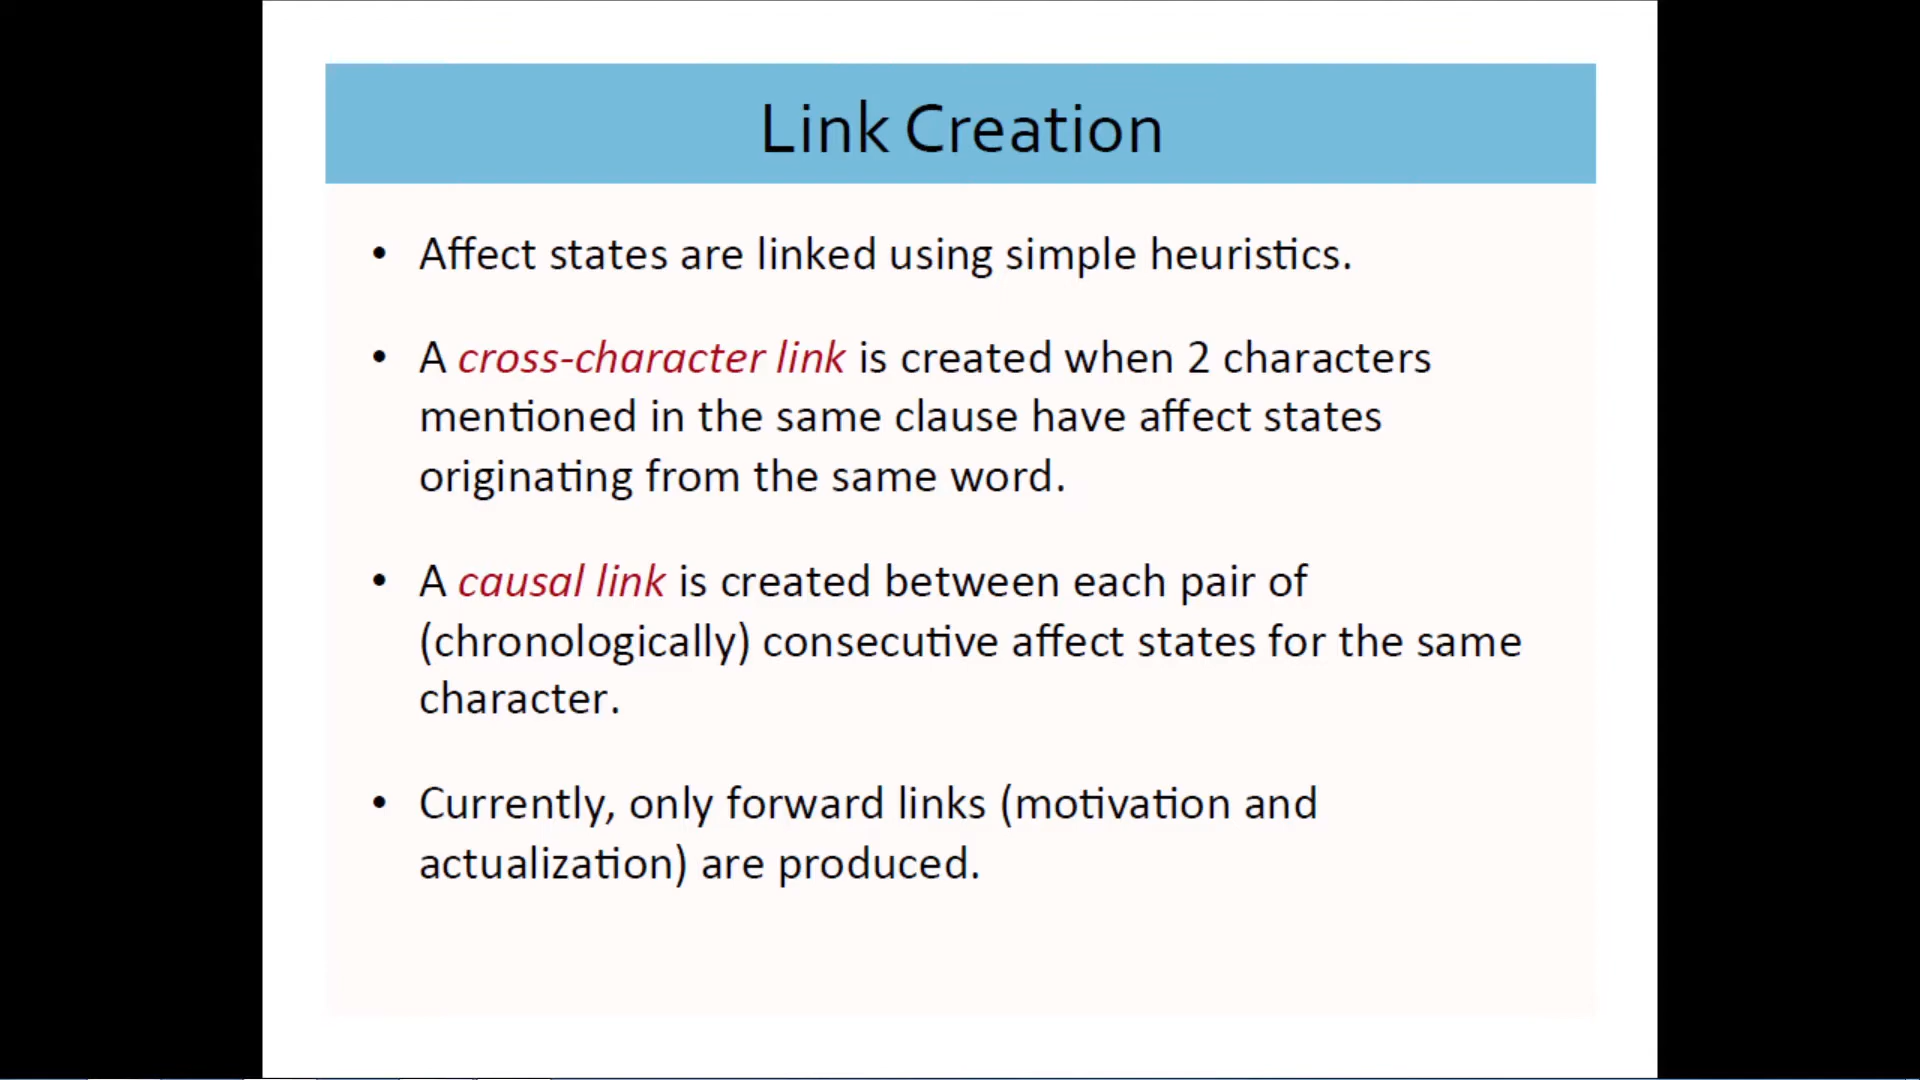 Link Creation
• Affect states are linked using simple heuristics.
• A cross-character link is created when 2 characters
mentioned in the same clause have affect states
originating from the same word.
• A causal link is created between each pair of
(chronologically) consecutive affect states for the same
character.
• Currently, only forward links (motivation and
actualization) are produced.